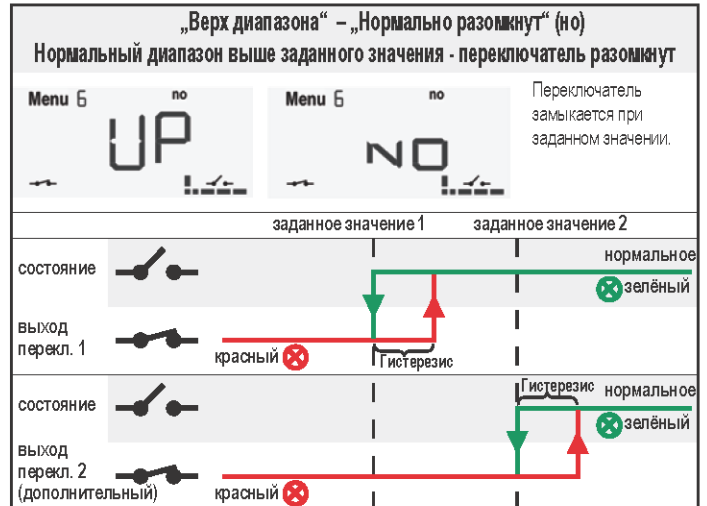 „Верх диапазона“ – „Нормально разомкнут“ (но)
Нормальный диапазон выше заданного значения - переключатель разомкнут
Menu 6 no
UP
Menu 6 no
NO
Переключатель
замыкается при
заданном значении.
заданное значение 1 заданное значение 2
состояние
нормальное
зелёный
выход
перекл. 1
красный
Гистерезис
состояние
Гистерезис
нормальное
зелёный
выход
перекл. 2
(дополнительный)
красный